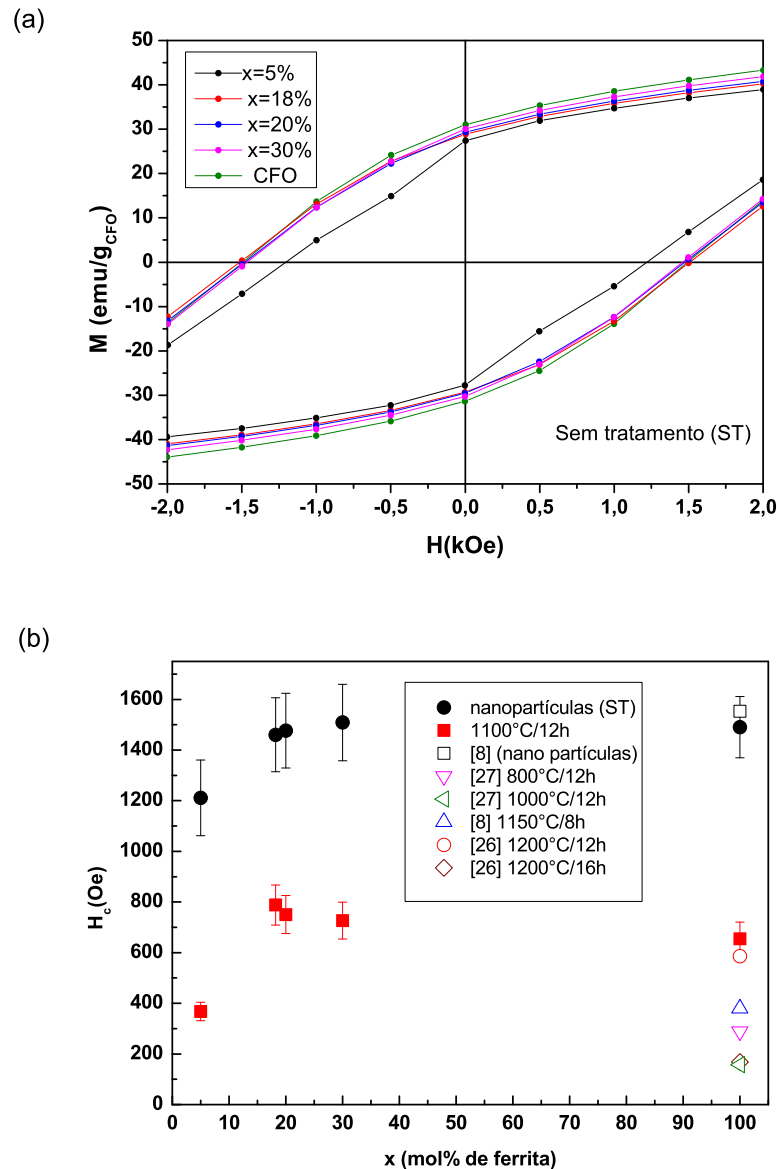 (a)
x=5%
x=18%
x=20%
x=30%
CFO
50
40
30
20
10
0
-10
-20
-30
-40
-50
M (emu/gCFO)
Sem tratamento (ST)
-2,0 -1,5 -1,0 -0,5 0,0 0,5 1,0 1,5 2,0
H(kOe)
(b)
1600
1400
1200
1000
800
600
400
200
0
Hc(Oe)
nanopartículas (ST)
1100°C/12h
[8] (nano partículas)
[27] 800°C/12h
[27] 1000°C/12h
[8] 1150°C/8h
[26] 1200°C/12h
[26] 1200°C/16h
0 10 20 30 40 50 60 70 80 90 100
x (mol% de ferrita)